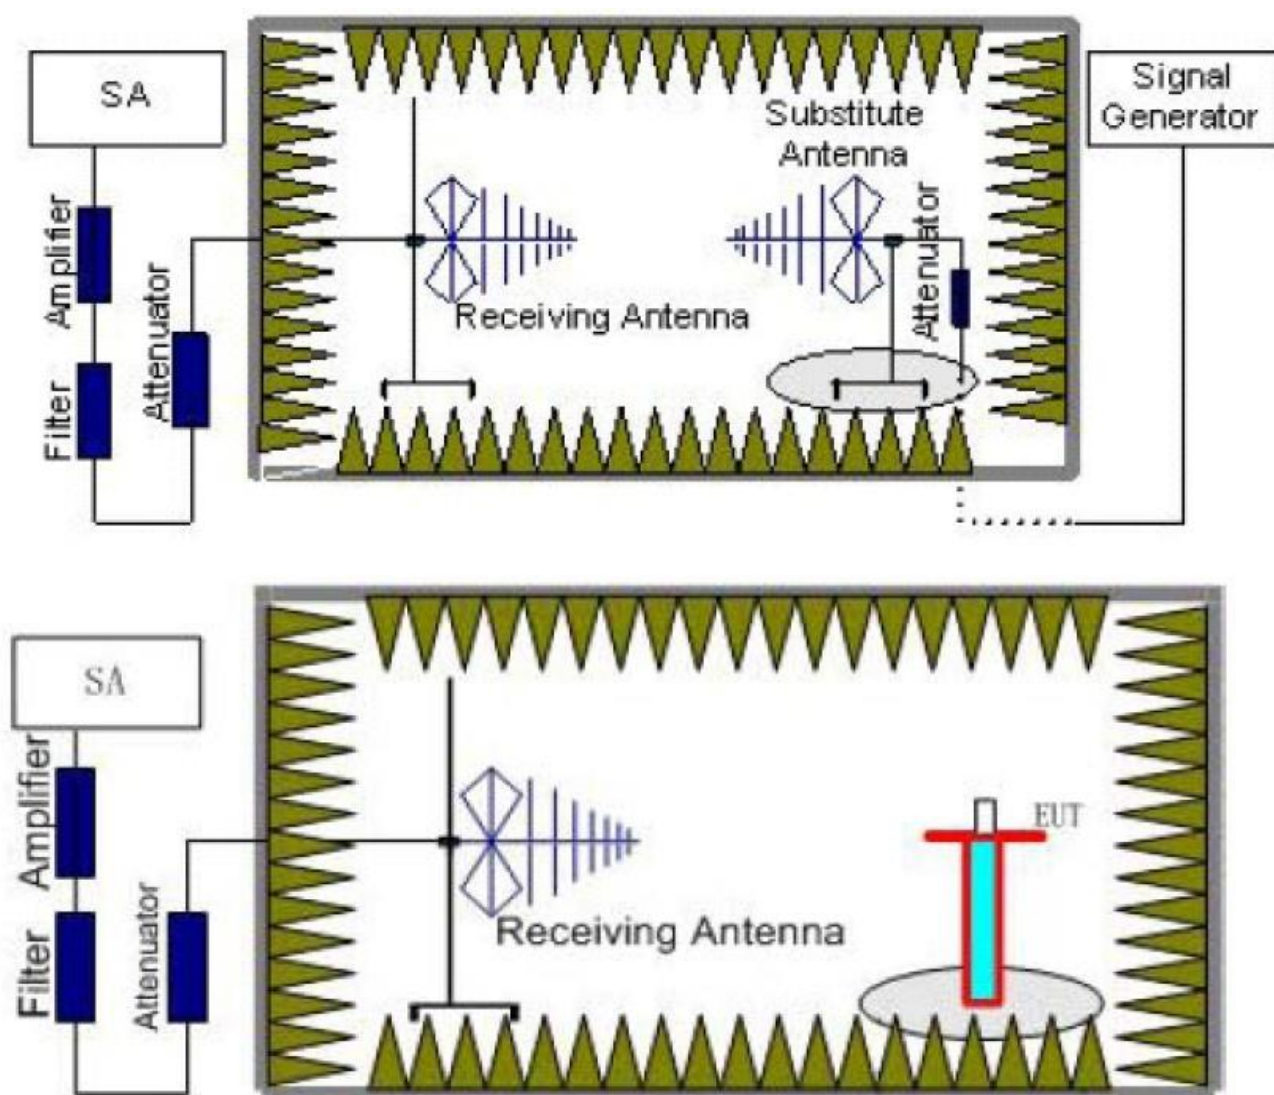 SA
Signal
Generator
Substitute
Antenna
Amplifier
Attenuator
Filter
Receiving Antenna
Attenuator
SA
Amplifier
Filter
Attenuator
Receiving Antenna
EUT